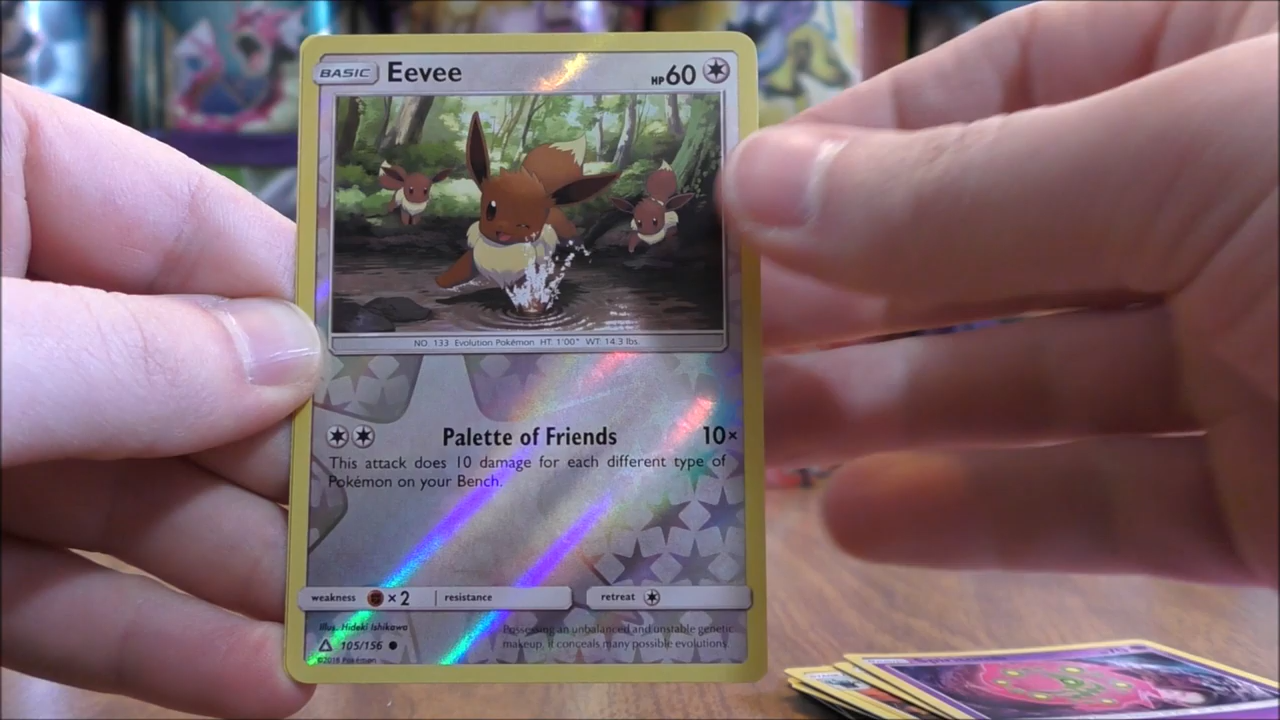 BASIC Eevee HP60
NO. 133 Evolution Pokémon HT: 1'00" WT: 14.3 lbs.
Palette of Friends 10×
This attack does 10 damage for each different type of
Pokémon on your Bench.
weakness ×2 resistance retreat
Illus. Hideki Ishikawa
Possessing an unbalanced and unstable genetic
105/156
makeup, it conceals many possible evolutions.
©2018 Pokémon